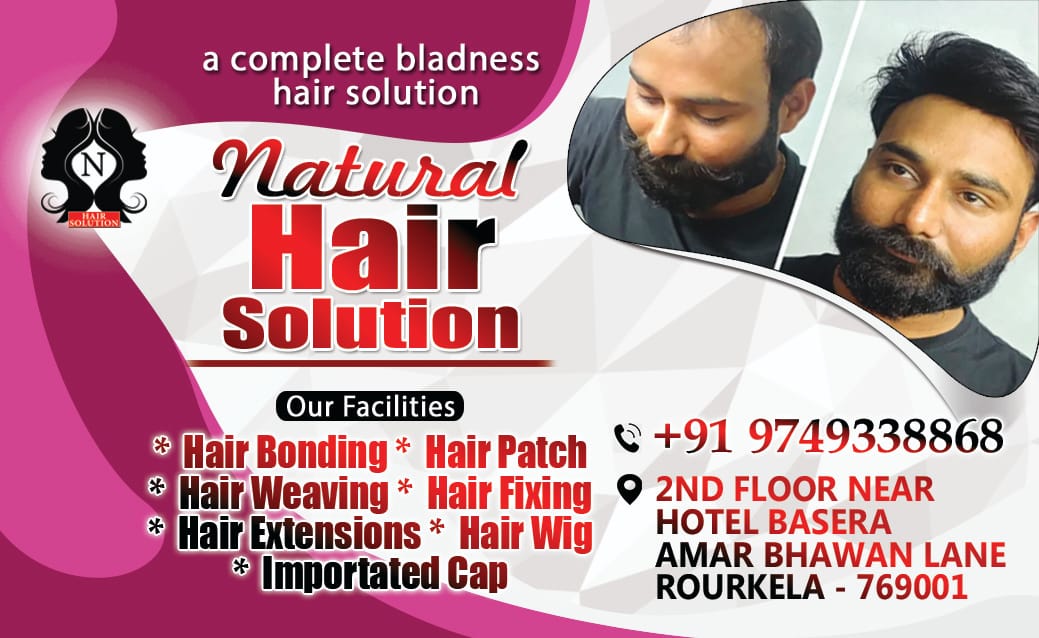 a complete bladness
hair solution
N
HAIR
SOLUTION
Natural
Hair
Solution
Our Facilities
* Hair Bonding * Hair Patch
* Hair Weaving * Hair Fixing
* Hair Extensions * Hair Wig
* Importated Cap
+91 9749338868
2ND FLOOR NEAR
HOTEL BASERA
AMAR BHAWAN LANE
ROURKELA - 769001